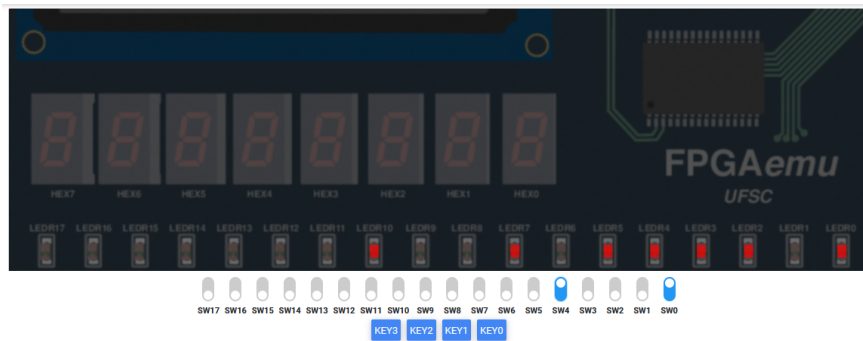 FPGAemu
UFSC
HEX7 HEX6 HEX5 HEX4 HEX3 HEX2 HEX1 HEX0
LEDR17 LEDR16 LEDR15 LEDR14 LEDR13 LEDR12 LEDR11 LEDR10 LEDR9 LEDR8 LEDR7 LEDR6 LEDR5 LEDR4 LEDR3 LEDR2 LEDR1 LEDR0
SW17 SW16 SW15 SW14 SW13 SW12 SW11 SW10 SW9 SW8 SW7 SW6 SW5 SW4 SW3 SW2 SW1 SW0
KEY3 KEY2 KEY1 KEY0